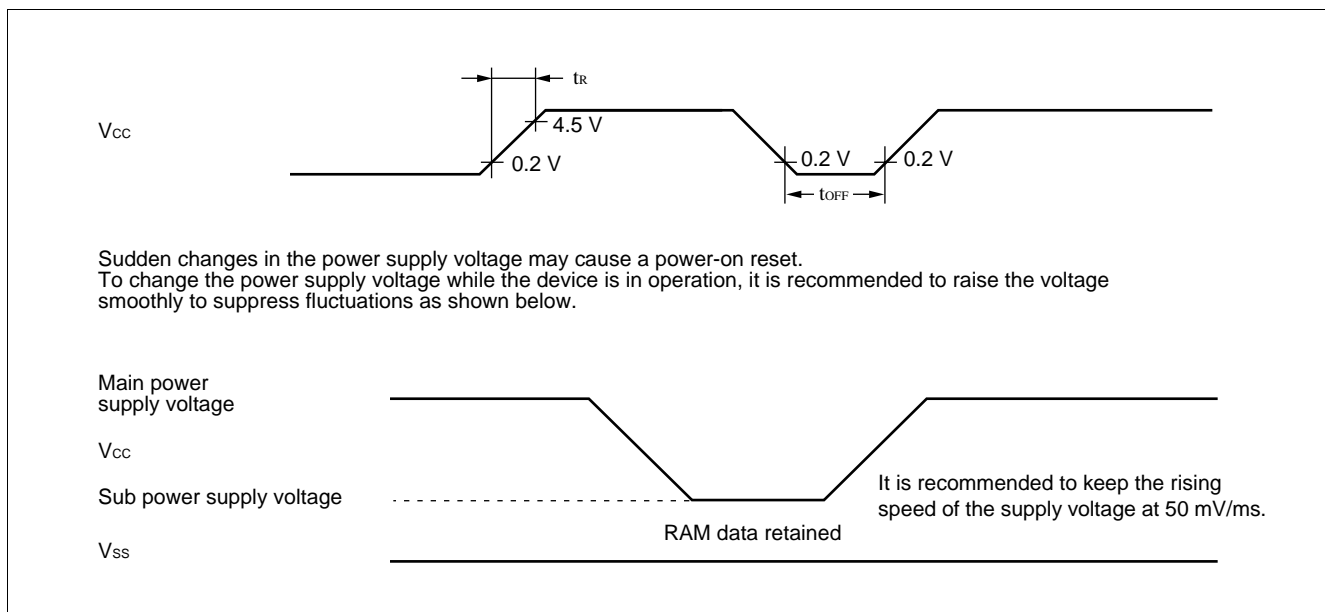 tR
VCC
4.5 V
0.2 V
0.2 V
0.2 V
tOFF
Sudden changes in the power supply voltage may cause a power-on reset.
To change the power supply voltage while the device is in operation, it is recommended to raise the voltage
smoothly to suppress fluctuations as shown below.
Main power
supply voltage
VCC
Sub power supply voltage
It is recommended to keep the rising
speed of the supply voltage at 50 mV/ms.
RAM data retained
VSS